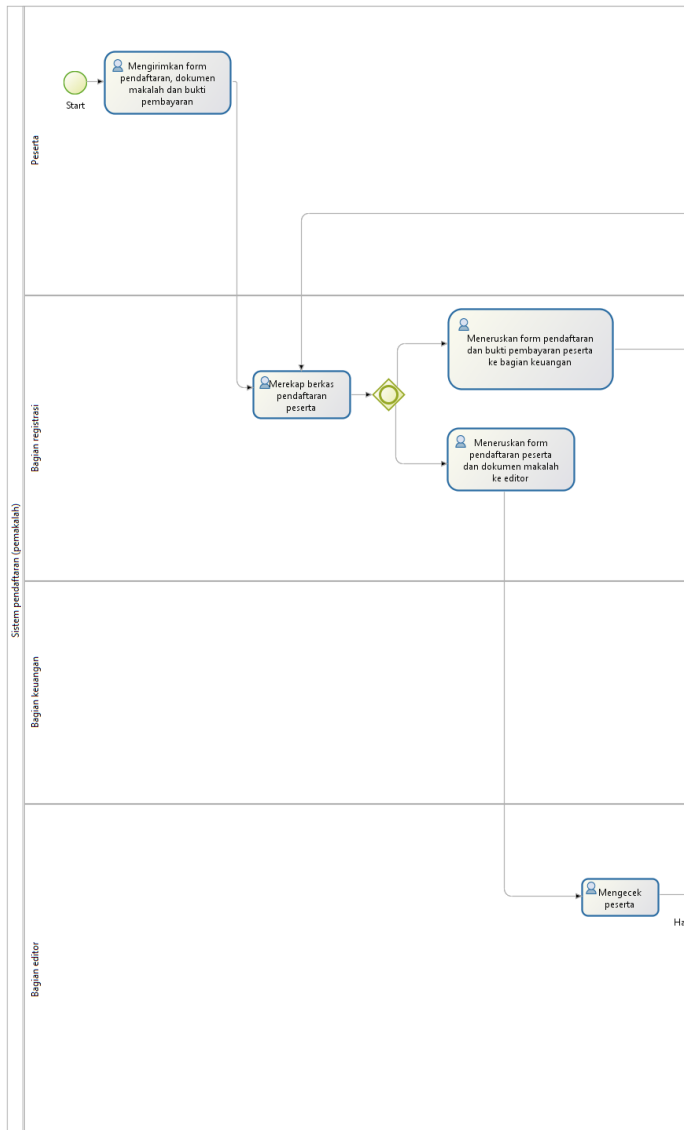 Sistem pendaftaran (pemakalah)
Peserta
Start
Mengirimkan form
pendaftaran, dokumen
makalah dan bukti
pembayaran
Bagian registrasi
Merekap berkas
pendaftaran
peserta
Meneruskan form pendaftaran
dan bukti pembayaran peserta
ke bagian keuangan
Meneruskan form
pendaftaran peserta
dan dokumen makalah
ke editor
Bagian keuangan
Bagian editor
Mengecek
peserta